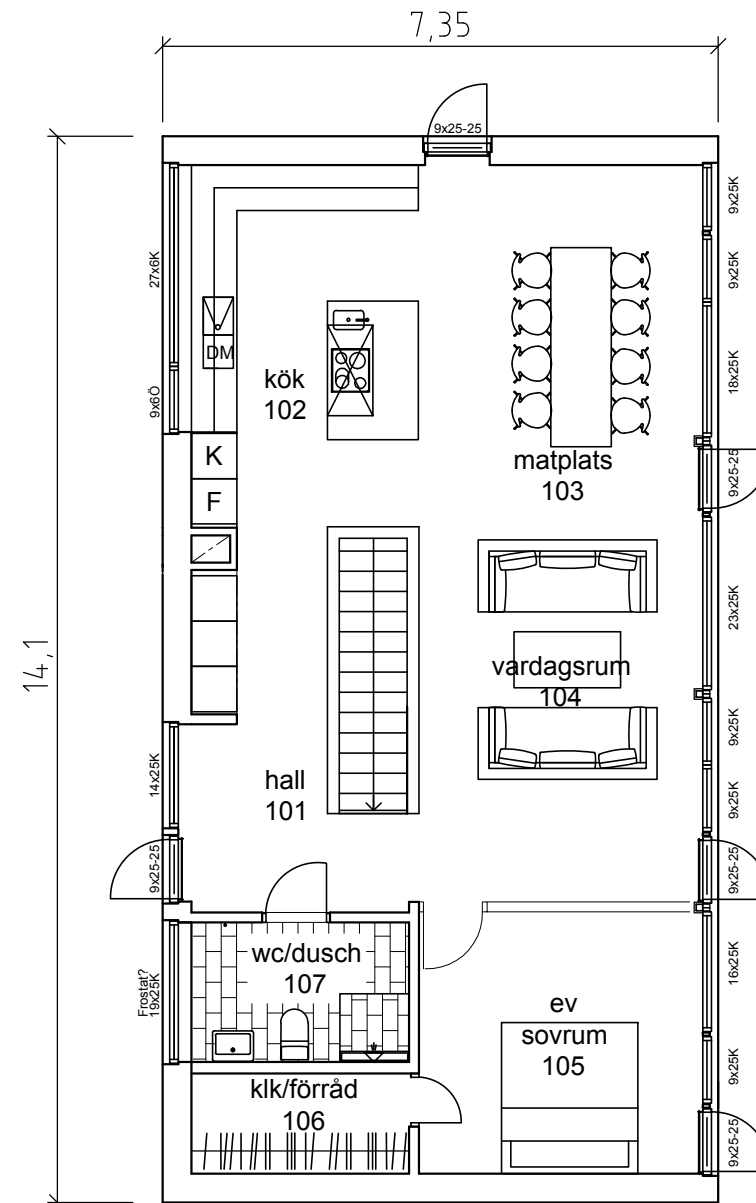 7,35
14,1
9x25-25
27x6K
9x6Ö
DM
K
F
kök
102
matplats
103
9x25K
9x25K
18x25K
9x25-25
23x25K
9x25K
9x25K
9x25-25
16x25K
9x25K
9x25-25
vardagsrum
104
hall
101
14x25K
9x25-25
Frostat?
19x25K
wc/dusch
107
ev
sovrum
105
klk/förråd
106